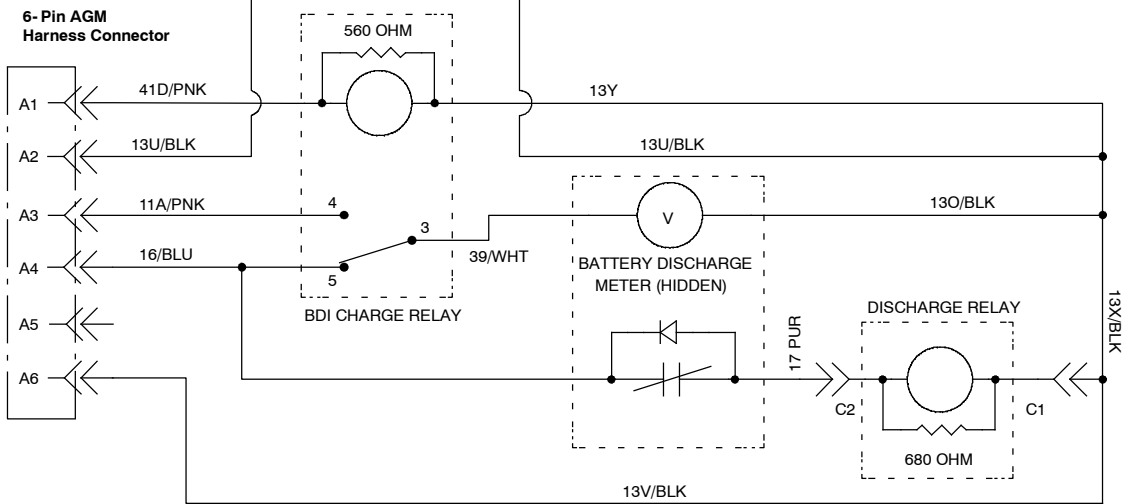 6-Pin AGM
Harness Connector
560 OHM
A1
41D/PNK
13Y
A2
13U/BLK
13U/BLK
A3
11A/PNK
4
3
V
13O/BLK
A4
16/BLU
5
39/WHT
BATTERY DISCHARGE
METER (HIDDEN)
BDI CHARGE RELAY
DISCHARGE RELAY
13X/BLK
A5
17 PUR
A6
C2
C1
680 OHM
13V/BLK